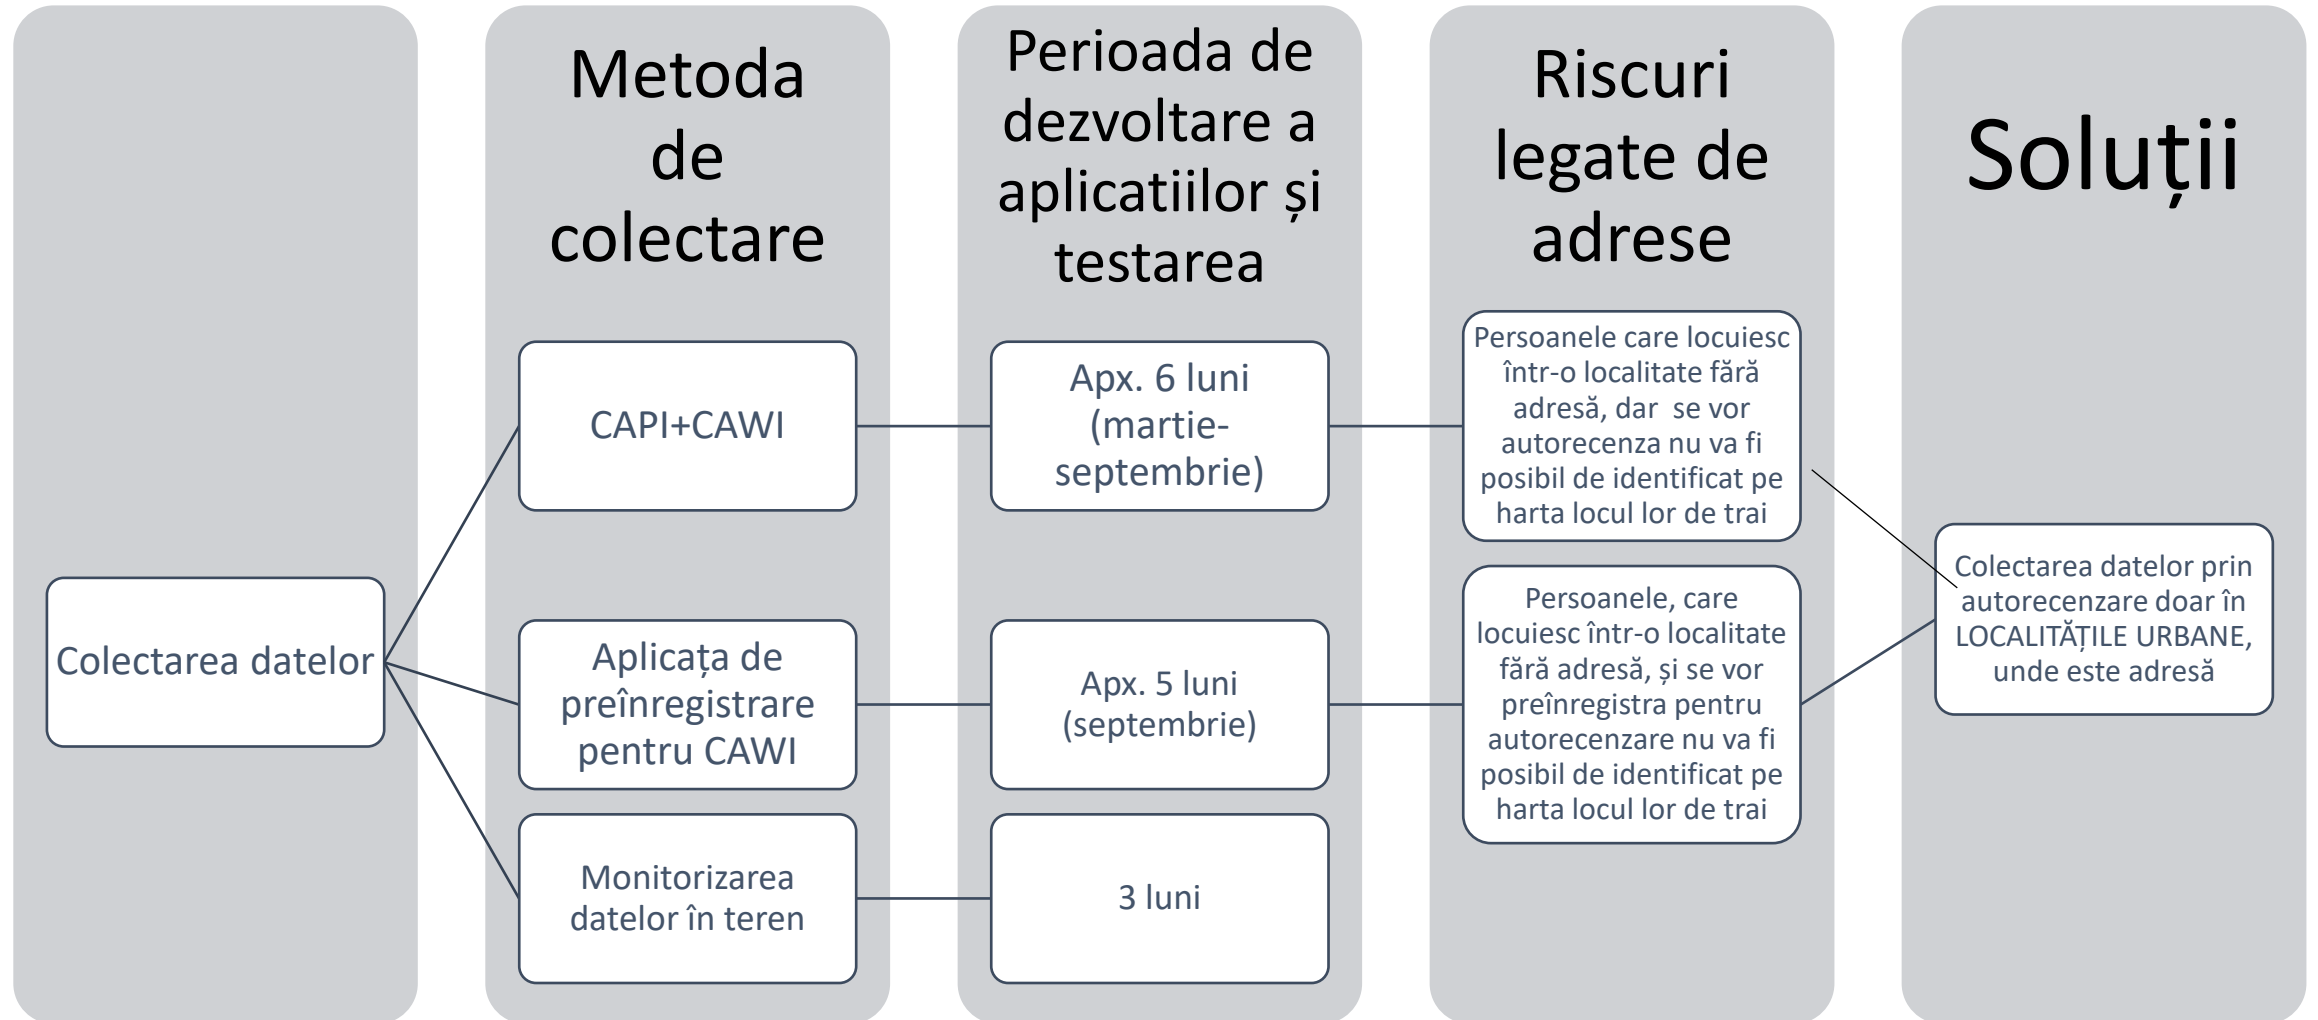 Metoda
de
colectare
Perioada de
dezvoltare a
aplicatiilor și
testarea
Riscuri
legate de
adrese
Soluții
Colectarea datelor
CAPI+CAWI
Apx. 6 luni
(martie-
septembrie)
Persoanele care locuiesc
într-o localitate fără
adresă, dar se vor
autorecenza nu va fi
posibil de identificat pe
harta locul lor de trai
Aplicața de
preînregistrare
pentru CAWI
Apx. 5 luni
(septembrie)
Persoanele, care
locuiesc într-o localitate
fără adresă, și se vor
preînregistra pentru
autorecenzare nu va fi
posibil de identificat pe
harta locul lor de trai
Colectarea datelor prin
autorecenzare doar în
LOCALITĂȚILE URBANE,
unde este adresă
Monitorizarea
datelor în teren
3 luni